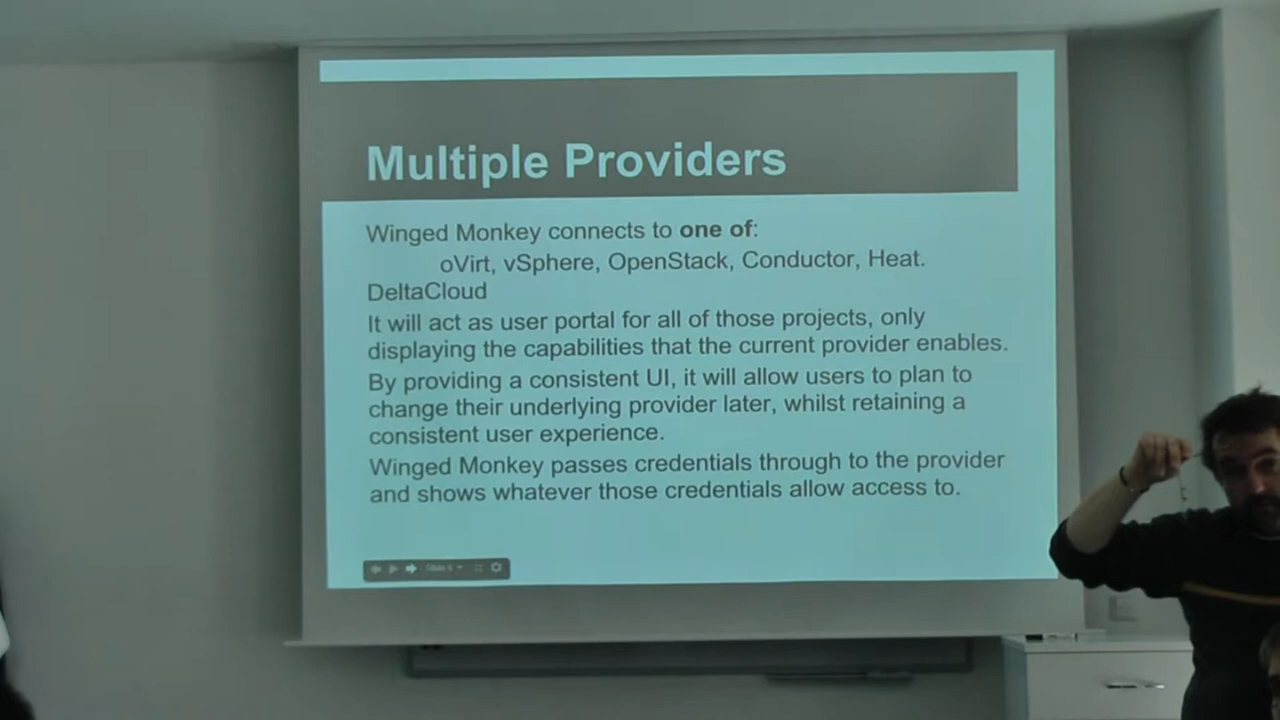 Multiple Providers
Winged Monkey connects to one of:
oVirt, vSphere, OpenStack, Conductor, Heat.
DeltaCloud
It will act as user portal for all of those projects, only
displaying the capabilities that the current provider enables.
By providing a consistent UI, it will allow users to plan to
change their underlying provider later, whilst retaining a
consistent user experience.
Winged Monkey passes credentials through to the provider
and shows whatever those credentials allow access to.
Slide 6